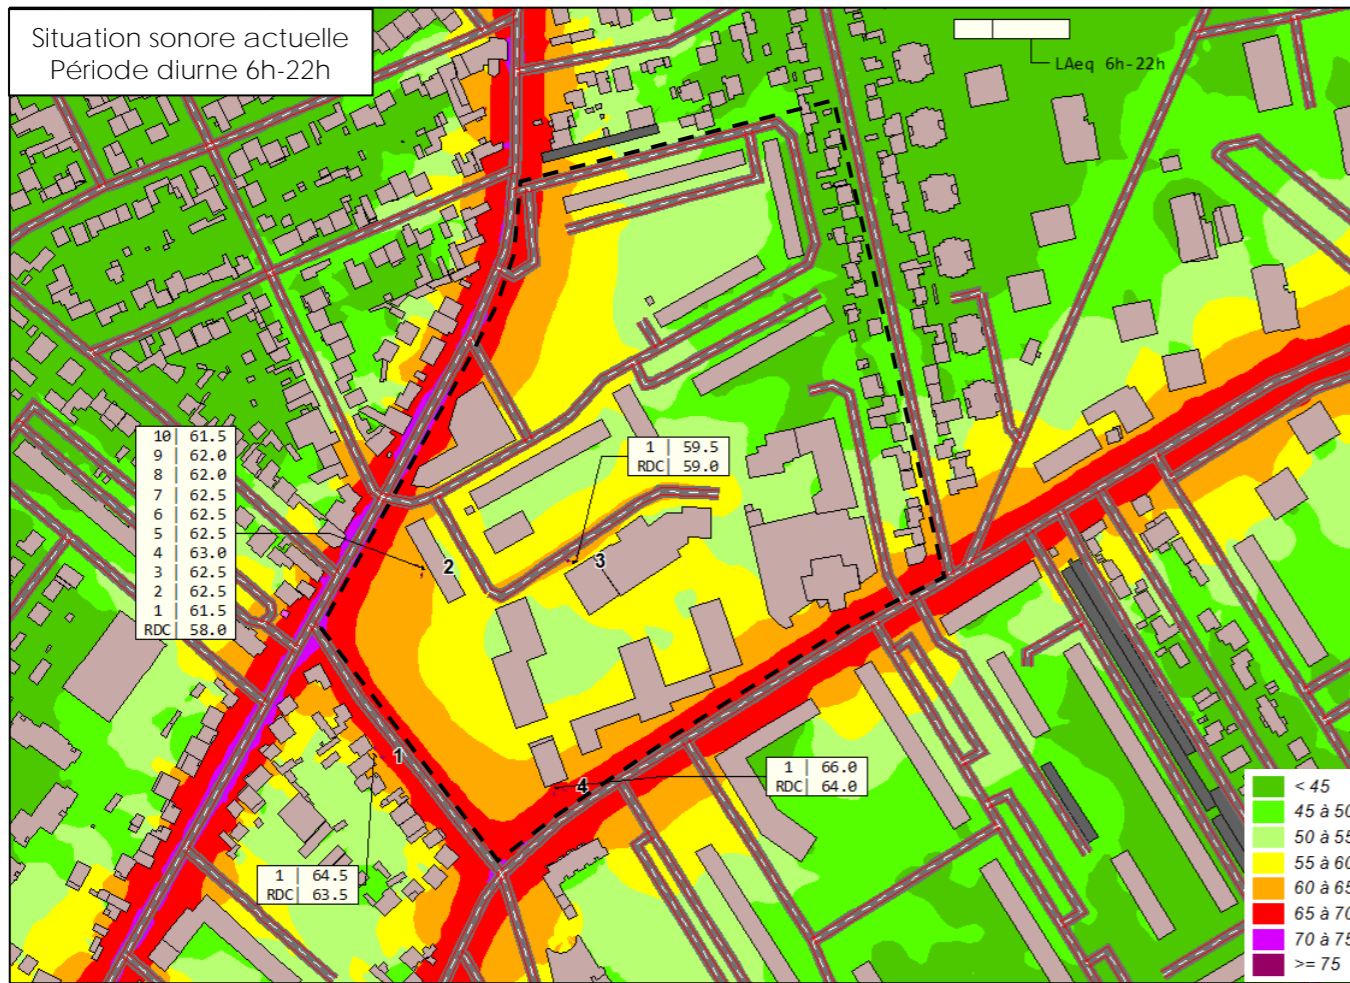 Situation sonore actuelle
Période diurne 6h-22h
LAeq 6h-22h
10| 61.5
9 | 62.0
8 | 62.0
7 | 62.5
6 | 62.5
5 | 62.5
4 | 63.0
3 | 62.5
2 | 62.5
1 | 61.5
RDC| 58.0
1 | 59.5
RDC| 59.0
2
3
1
4
1 | 66.0
RDC| 64.0
1 | 64.5
RDC| 63.5
< 45
45 à 50
50 à 55
55 à 60
60 à 65
65 à 70
70 à 75
>= 75